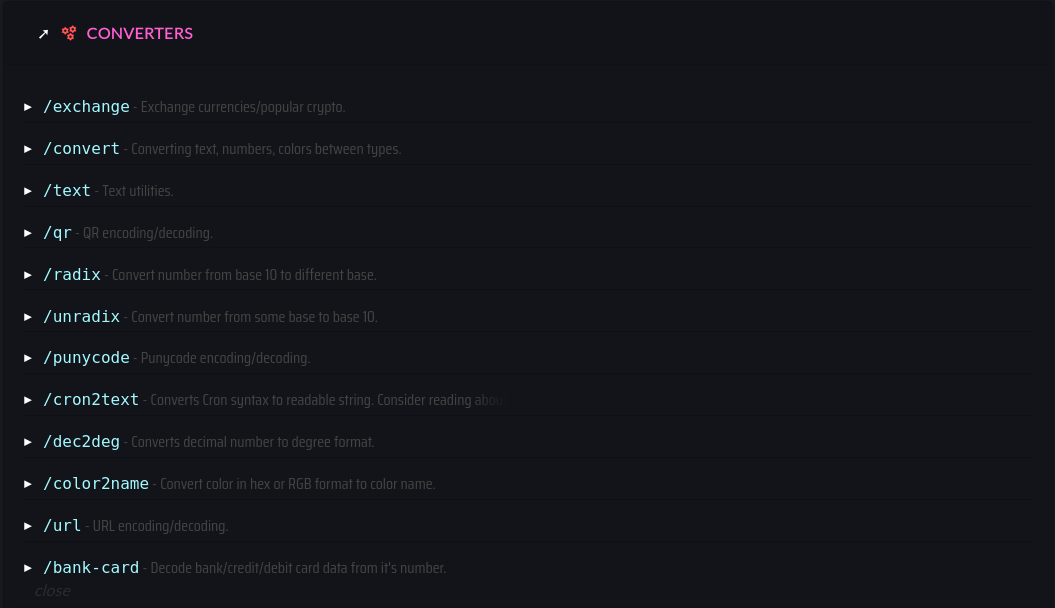 CONVERTERS
/exchange - Exchange currencies/popular crypto.
/convert - Converting text, numbers, colors between types.
/text - Text utilities.
/qr - QR encoding/decoding.
/radix - Convert number from base 10 to different base.
/unradix - Convert number from some base to base 10.
/punycode - Punycode encoding/decoding.
/cron2text - Converts Cron syntax to readable string. Consider reading abou
/dec2deg - Converts decimal number to degree format.
/color2name - Convert color in hex or RGB format to color name.
/url - URL encoding/decoding.
/bank-card - Decode bank/credit/debit card data from it's number.
close